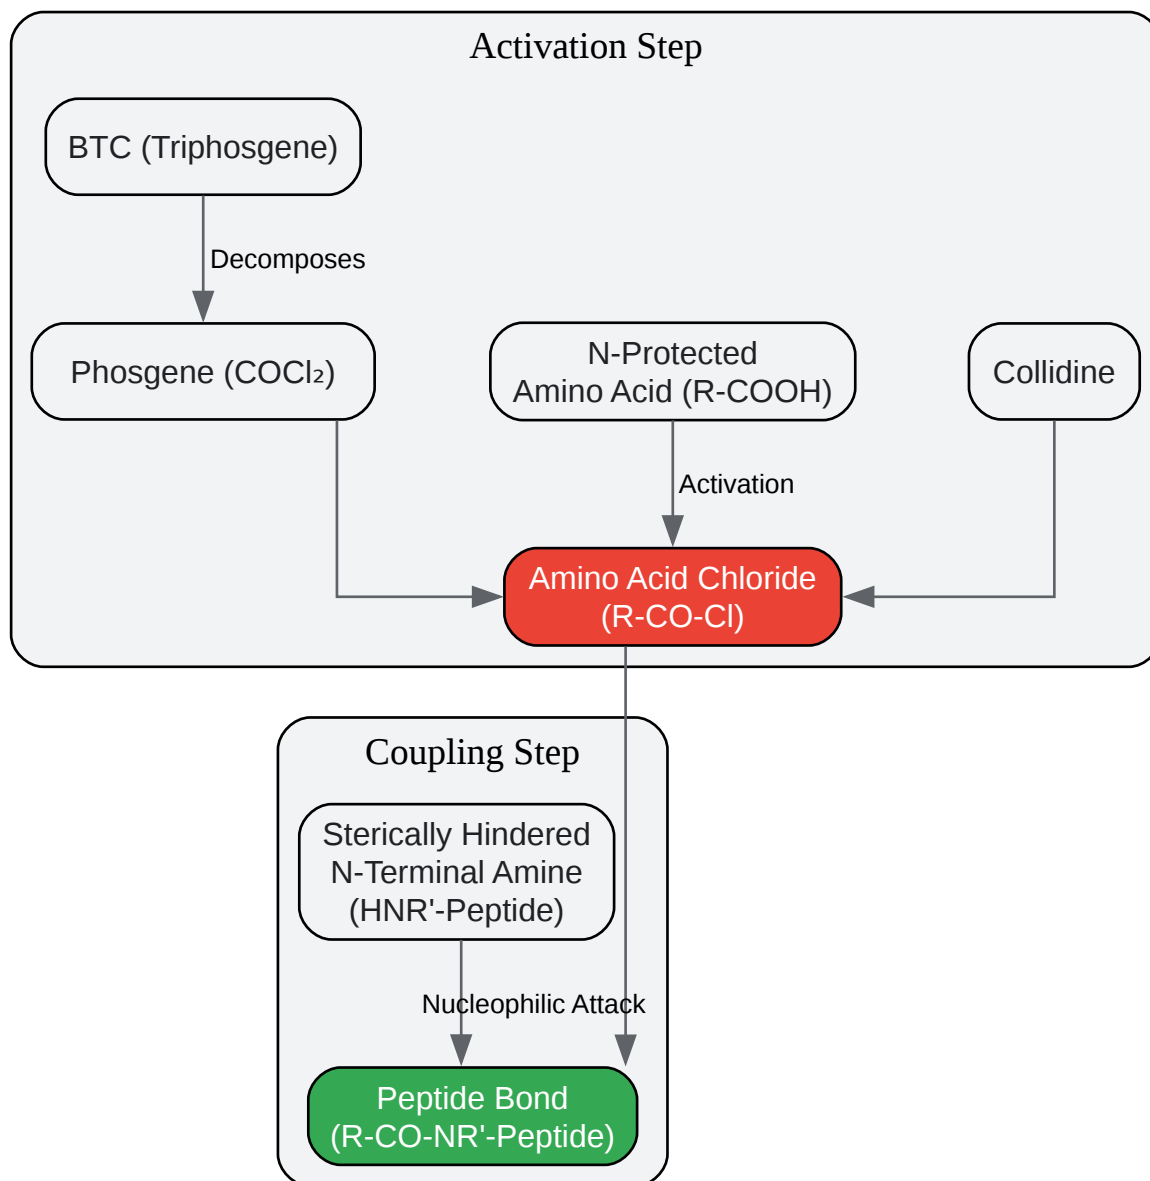 Activation Step
BTC (Triphosgene)
Decomposes
Phosgene (COCl₂)
N-Protected
Amino Acid (R-COOH)
Collidine
Activation
Amino Acid Chloride
(R-CO-Cl)
Coupling Step
Sterically Hindered
N-Terminal Amine
(HNR'-Peptide)
Nucleophilic Attack
Peptide Bond
(R-CO-NR'-Peptide)